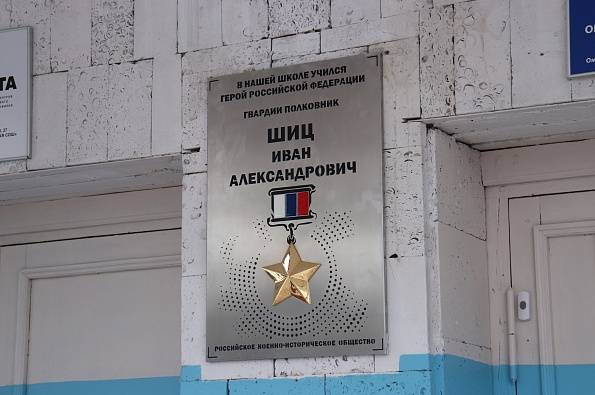 В НАШЕЙ ШКОЛЕ УЧИЛСЯ
ГЕРОЙ РОССИЙСКОЙ ФЕДЕРАЦИИ
ГВАРДИИ ПОЛКОВНИК
ШИЦ
ИВАН
АЛЕКСАНДРОВИЧ
РОССИЙСКОЕ ВОЕННО-ИСТОРИЧЕСКОЕ ОБЩЕСТВО